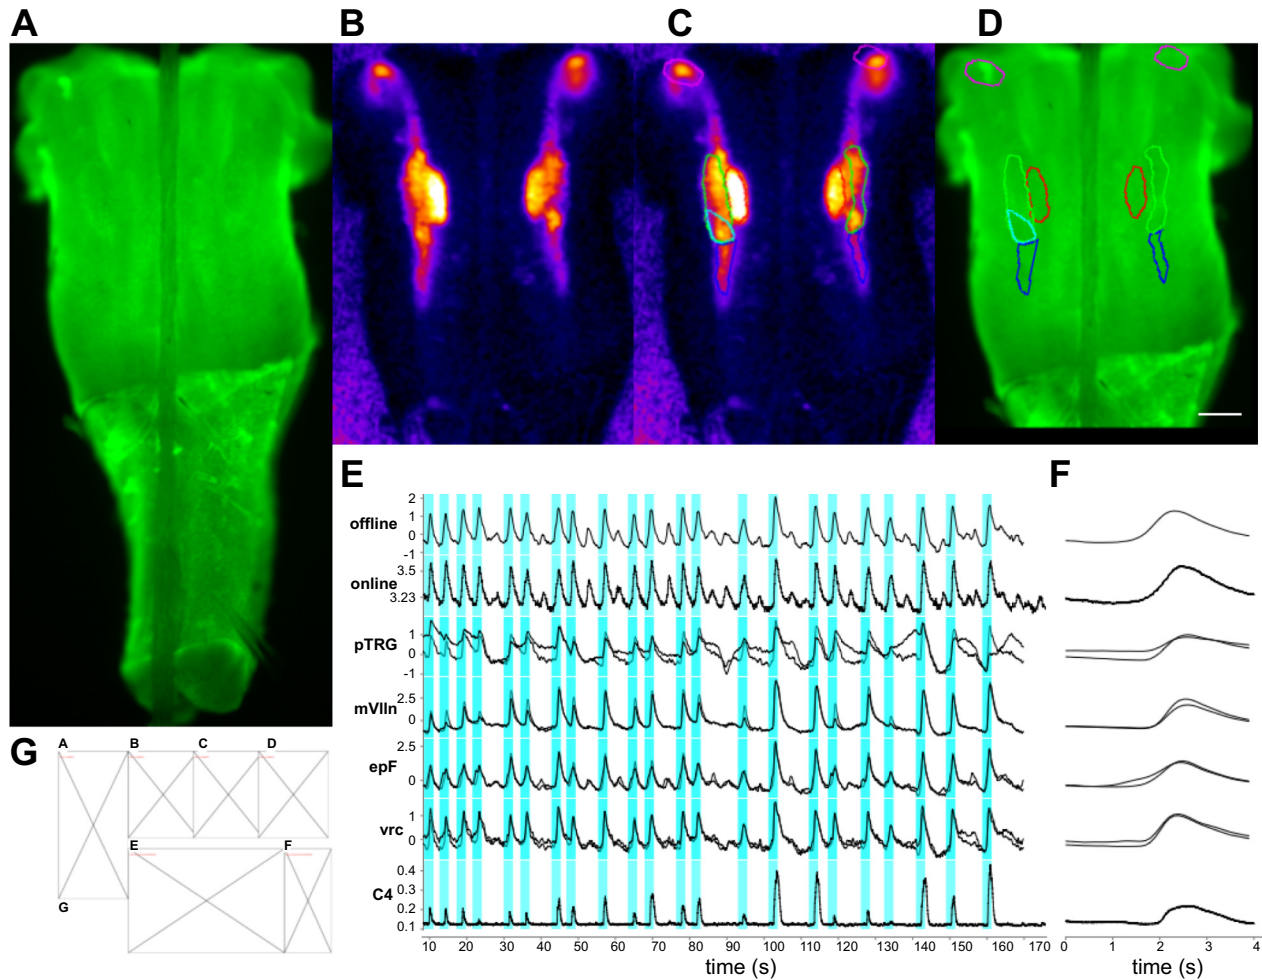 A
B
C
D
E
F
offline
2
1
0
-1
online
3.5
3.23
pTRG
1
0
-1
mVIIn
2.5
0
epF
2.5
0
vrc
1
0
C4
0.4
0.3
0.2
0.1
10 20 30 40 50 60 70 80 90 100 110 120 130 140 150 160 170
time (s)
0 1 2 3 4
time (s)
G
A B C D
E F
G